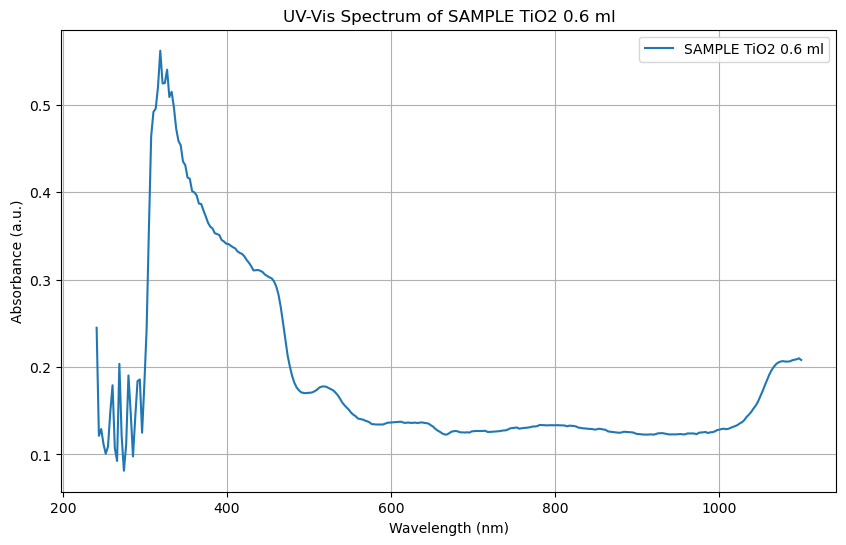 UV-Vis Spectrum of SAMPLE TiO2 0.6 ml
SAMPLE TiO2 0.6 ml
Absorbance (a.u.)
0.5
0.4
0.3
0.2
0.1
200 400 600 800 1000
Wavelength (nm)